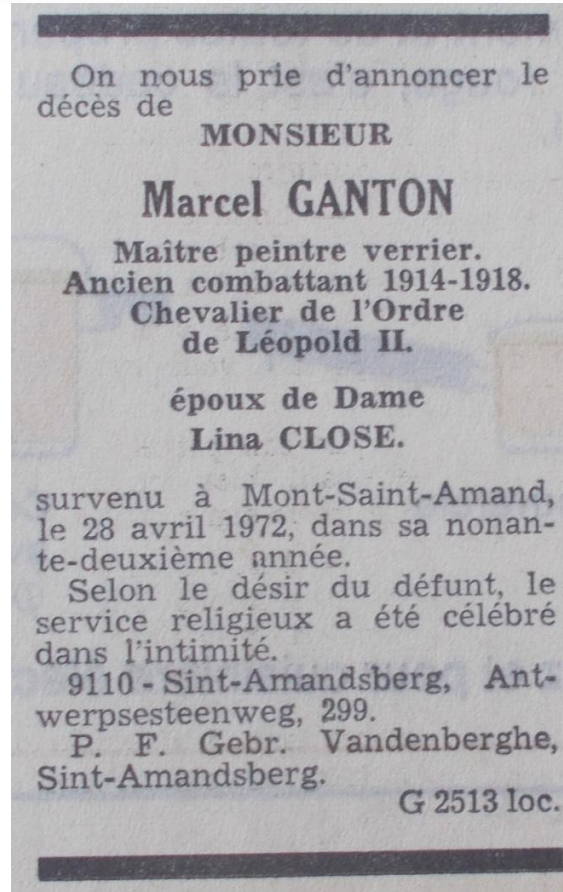 On nous prie d'annoncer le
décès de
MONSIEUR
Marcel GANTON
Maître peintre verrier.
Ancien combattant 1914-1918.
Chevalier de l'Ordre
de Léopold II.
époux de Dame
Lina CLOSE.
survenu à Mont-Saint-Amand,
le 28 avril 1972, dans sa nonan-
te-deuxième année.
Selon le désir du défunt, le
service religieux a été célébré
dans l'intimité.
9110 - Sint-Amandsberg, Ant-
werpsesteenweg, 299.
P. F. Gebr. Vandenberghe,
Sint-Amandsberg.
G 2513 loc.